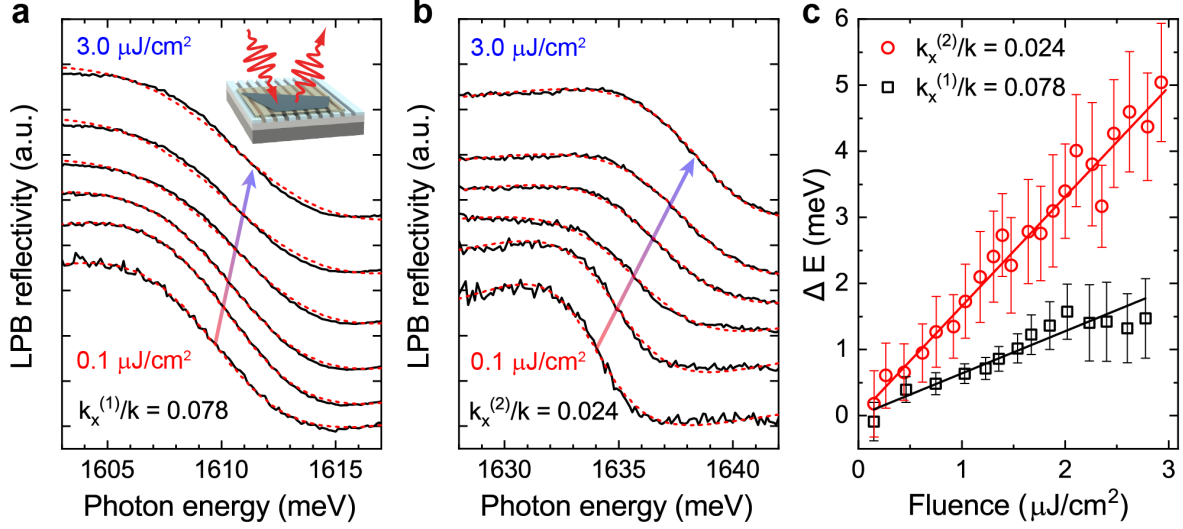 a
3.0 μJ/cm²
0.1 μJ/cm²
kₓ⁽¹⁾/k = 0.078
LPB reflectivity (a.u.)
1605 1610 1615
Photon energy (meV)
b
3.0 μJ/cm²
0.1 μJ/cm²
kₓ⁽²⁾/k = 0.024
LPB reflectivity (a.u.)
1630 1635 1640
Photon energy (meV)
c
kₓ⁽²⁾/k = 0.024
kₓ⁽¹⁾/k = 0.078
Δ E (meV)
6
5
4
3
2
1
0
0 1 2 3
Fluence (μJ/cm²)